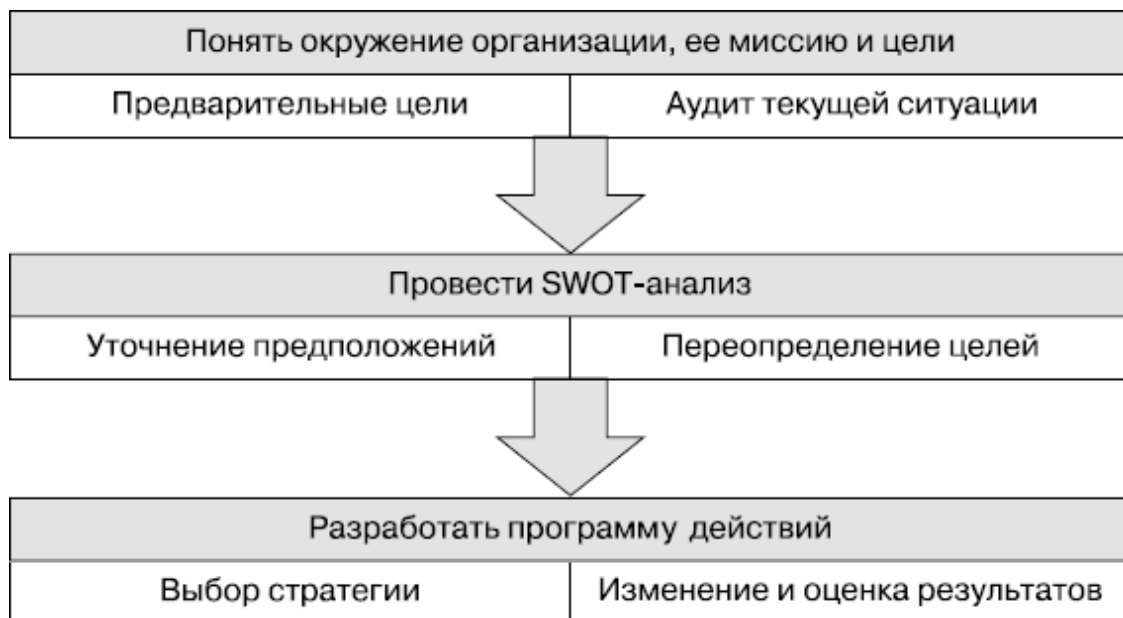 Понять окружение организации, ее миссию и цели
Предварительные цели
Аудит текущей ситуации
Провести SWOT-анализ
Уточнение предположений
Переопределение целей
Разработать программу действий
Выбор стратегии
Изменение и оценка результатов